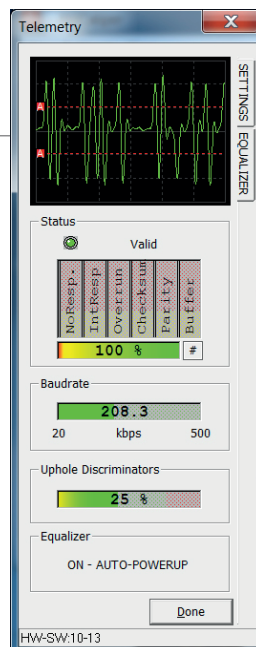 Telemetry
X
A
A
SETTINGS
EQUALIZER
Status
Valid
NoResp.
IntResp
Overrun
Checksum
Parity
Buffer
100 %
#
Baudrate
208.3
20 kbps 500
Uphole Discriminators
25 %
Equalizer
ON - AUTO-POWERUP
Done
HW-SW:10-13